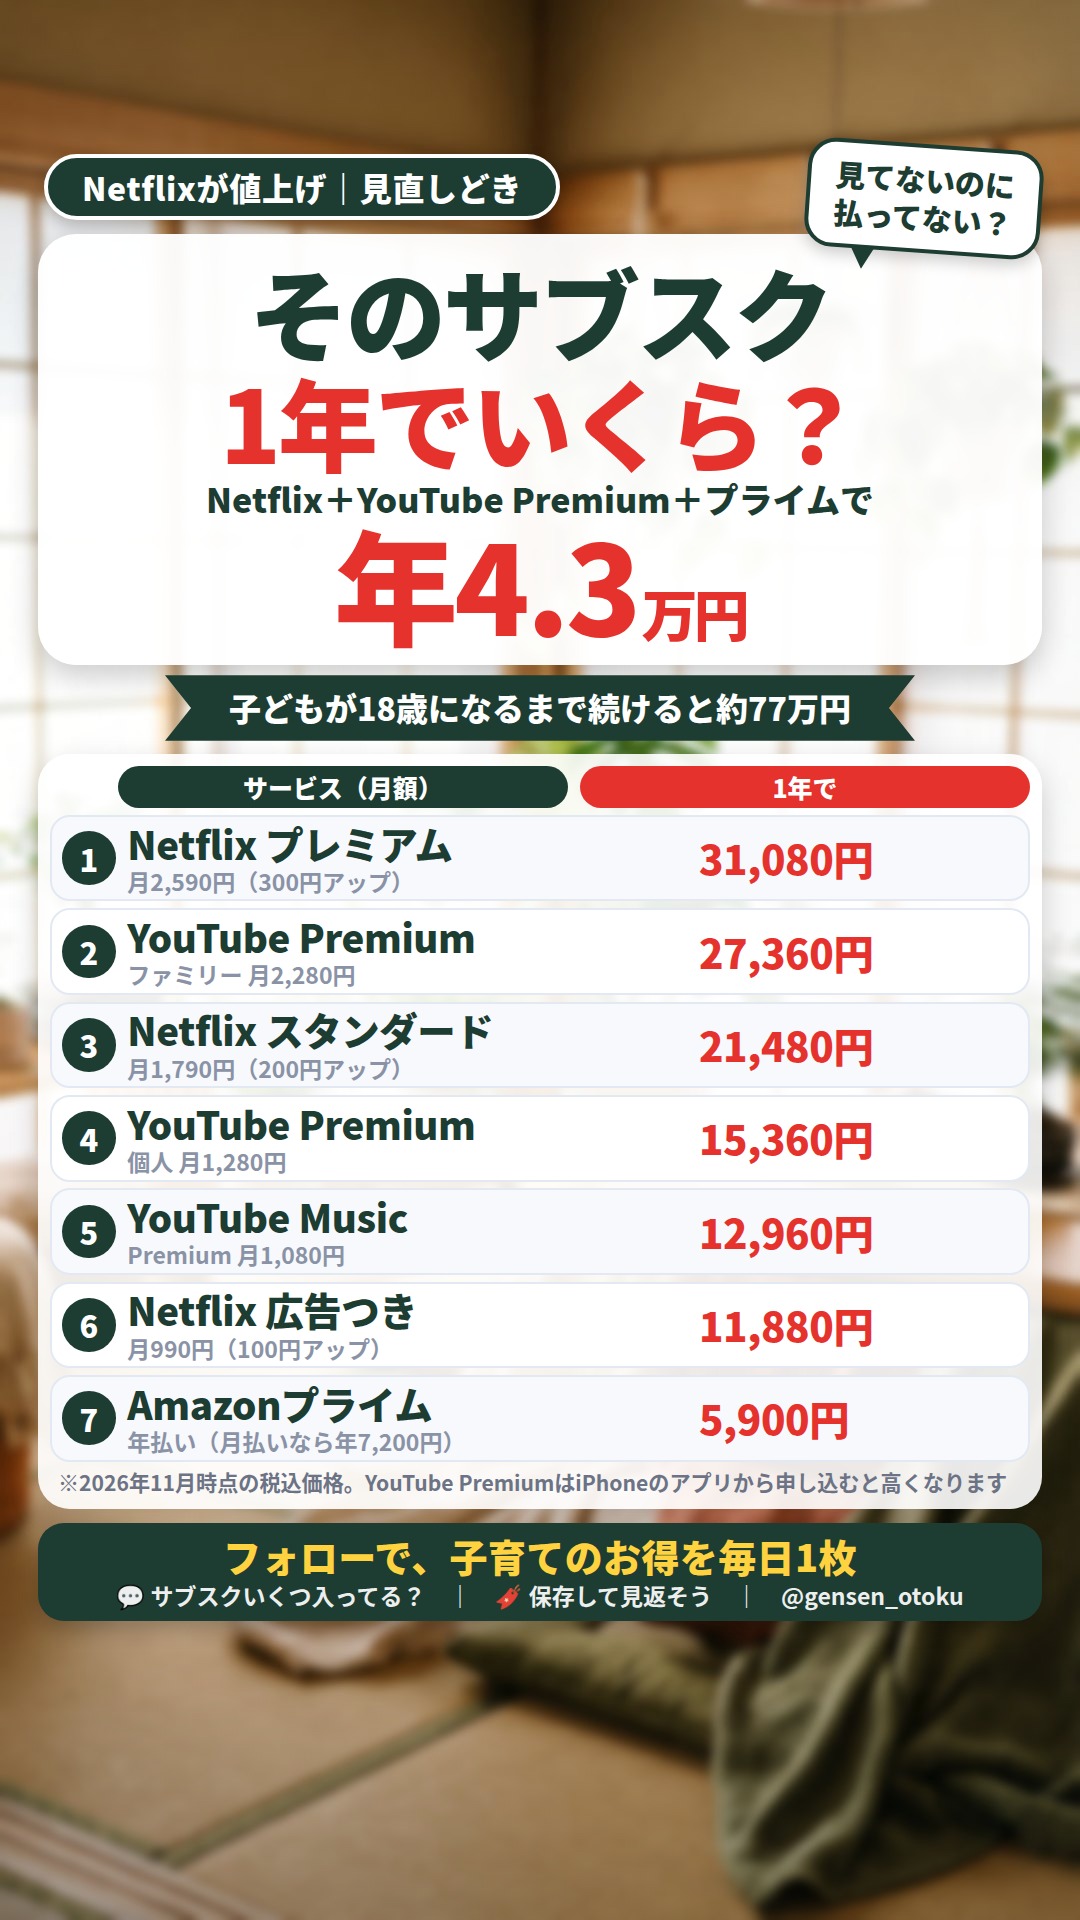 Netflixが値上げ｜見直しどき
見てないのに
払ってない？
そのサブスク
1年でいくら？
Netflix＋YouTube Premium＋プライムで
年4.3万円
子どもが18歳になるまで続けると約77万円
サービス（月額）
1年で
1
Netflix プレミアム
月2,590円（300円アップ）
31,080円
2
YouTube Premium
ファミリー 月2,280円
27,360円
3
Netflix スタンダード
月1,790円（200円アップ）
21,480円
4
YouTube Premium
個人 月1,280円
15,360円
5
YouTube Music
Premium 月1,080円
12,960円
6
Netflix 広告つき
月990円（100円アップ）
11,880円
7
Amazonプライム
年払い（月払いなら年7,200円）
5,900円
※2026年11月時点の税込価格。YouTube PremiumはiPhoneのアプリから申し込むと高くなります
フォローで、子育てのお得を毎日1枚
💬 サブスクいくつ入ってる？ ｜ 🔖 保存して見返そう ｜ @gensen_otoku